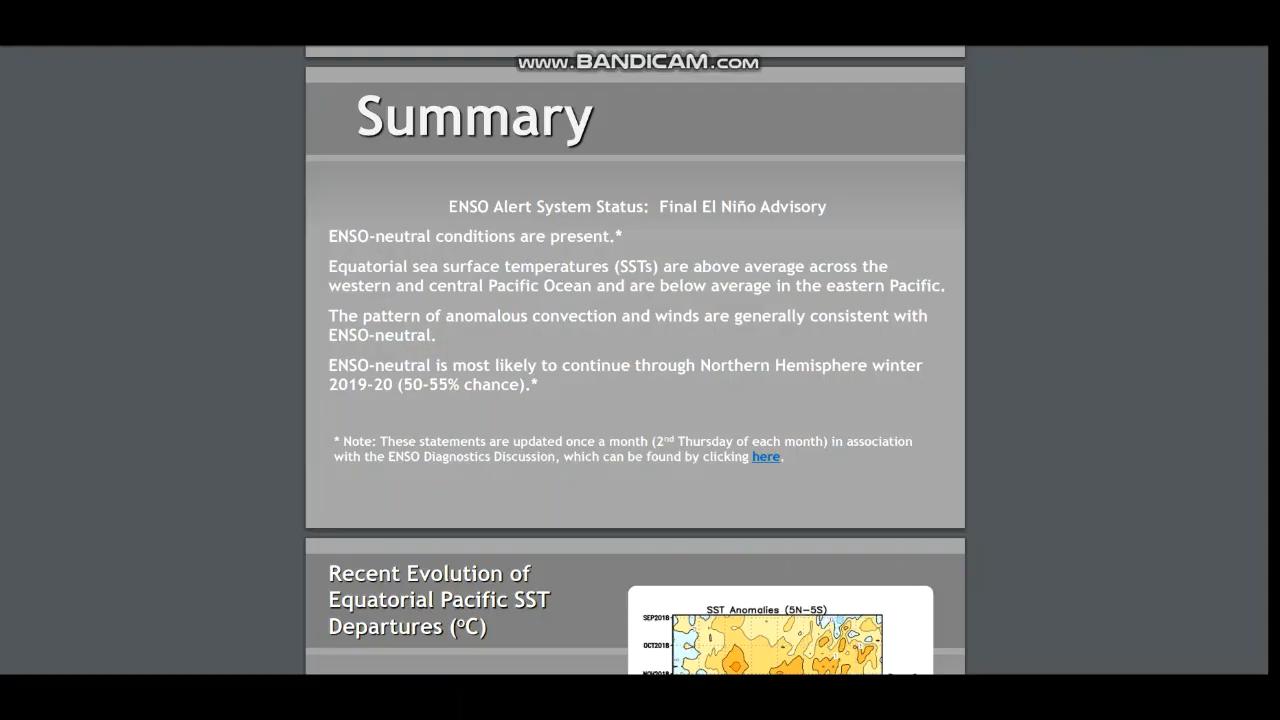 www.BANDICAM.com
Summary
ENSO Alert System Status: Final El Niño Advisory
ENSO-neutral conditions are present.*
Equatorial sea surface temperatures (SSTs) are above average across the
western and central Pacific Ocean and are below average in the eastern Pacific.
The pattern of anomalous convection and winds are generally consistent with
ENSO-neutral.
ENSO-neutral is most likely to continue through Northern Hemisphere winter
2019-20 (50-55% chance).*
* Note: These statements are updated once a month (2nd Thursday of each month) in association
with the ENSO Diagnostics Discussion, which can be found by clicking here.
Recent Evolution of
Equatorial Pacific SST
Departures (ºC)
SST Anomalies (5N-5S)
SEP2018
OCT2018